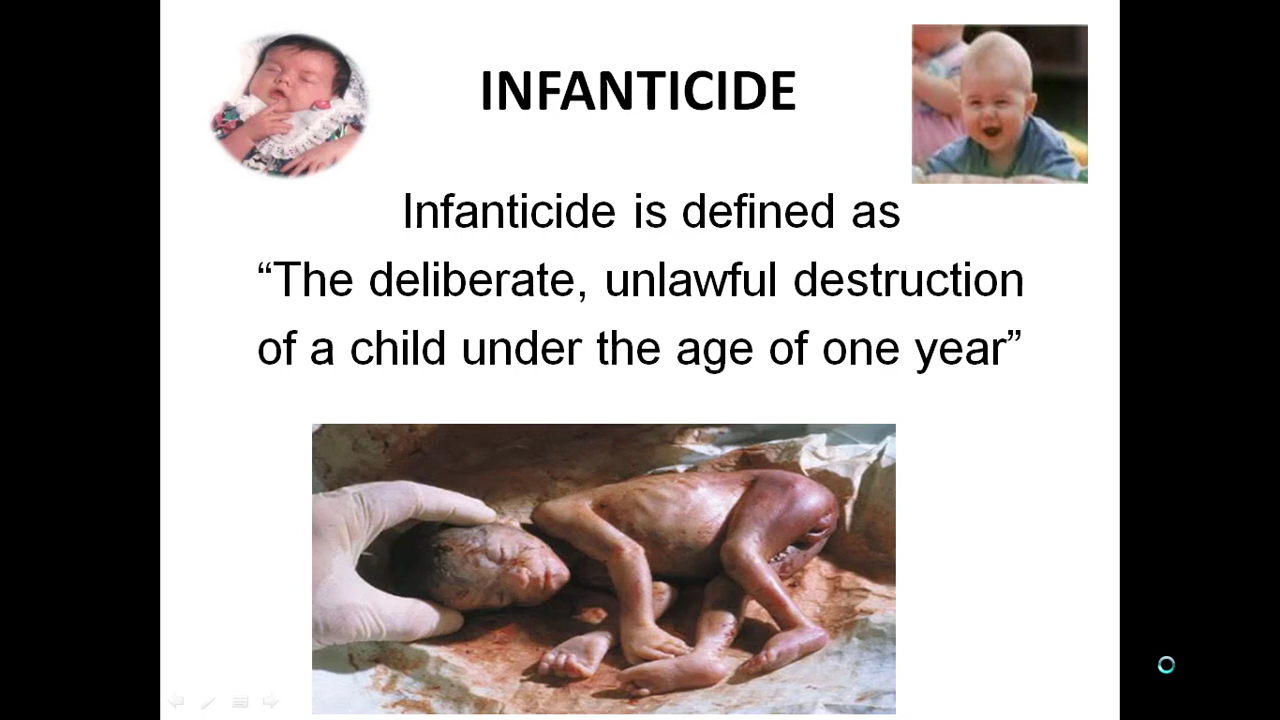 INFANTICIDE
Infanticide is defined as
“The deliberate, unlawful destruction
of a child under the age of one year”